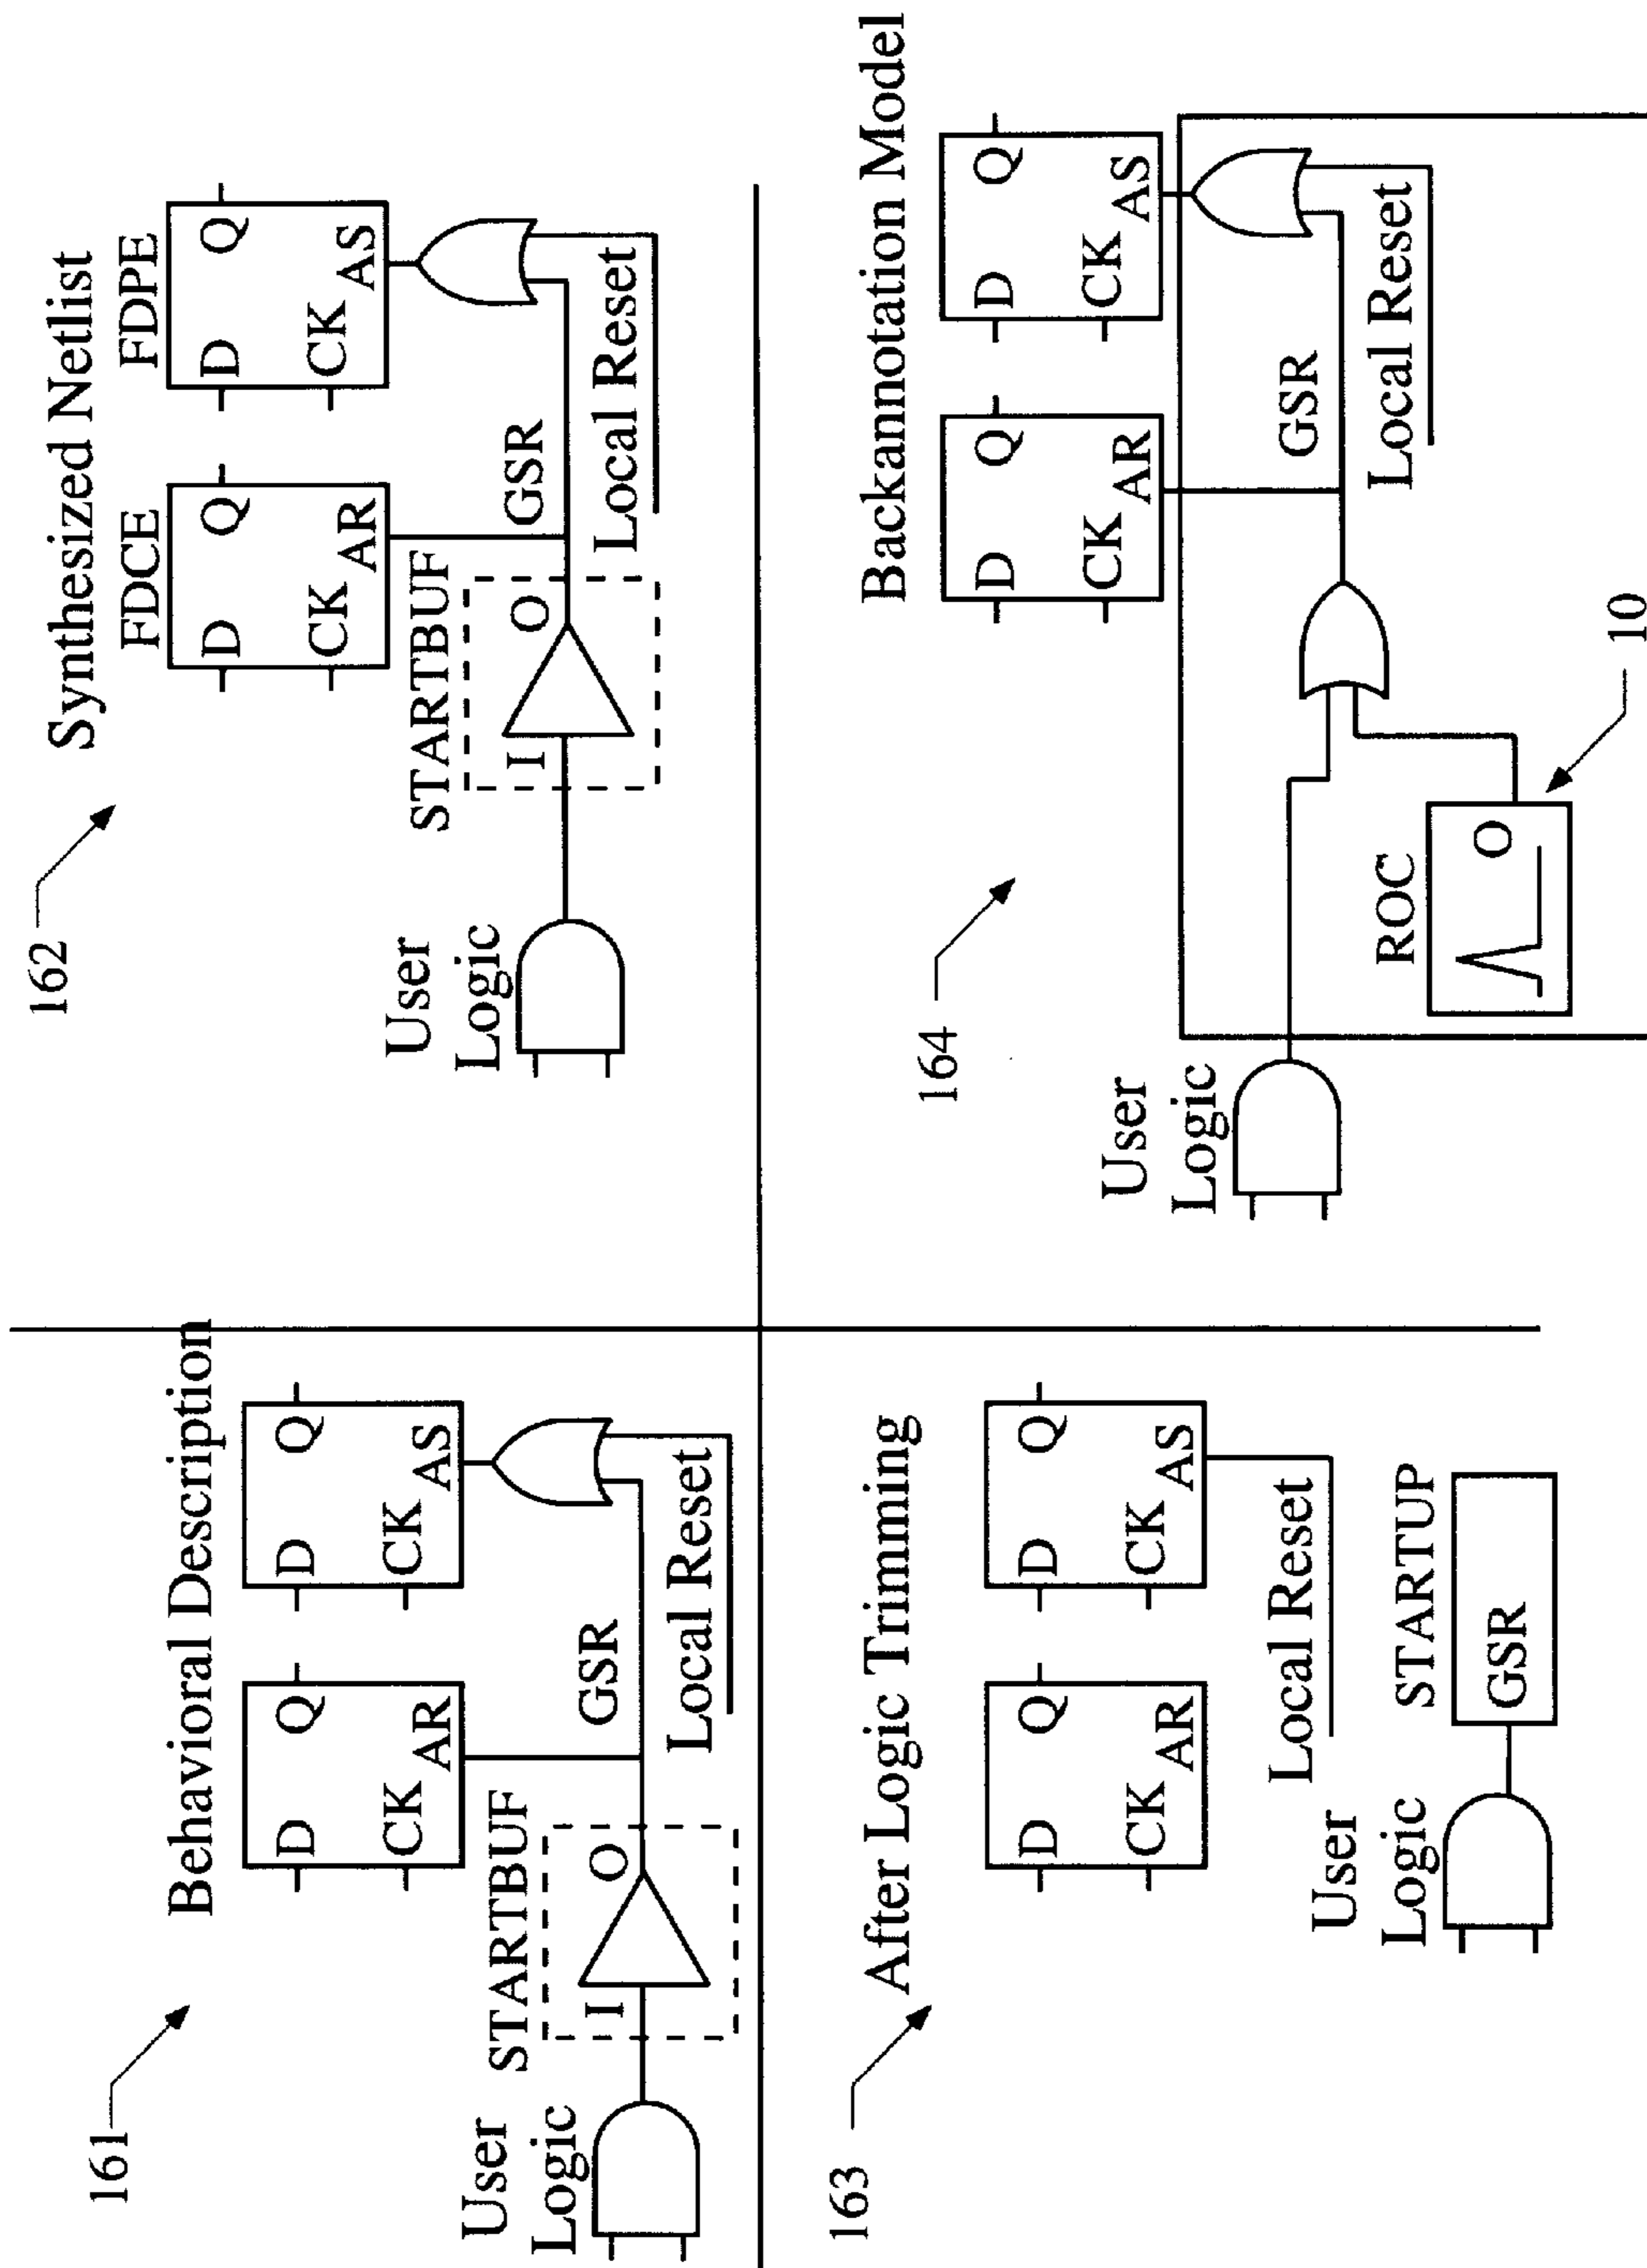 161
Behavioral Description
D
Q
CK
AR
D
Q
CK
AS
STARTBUF
I
O
GSR
User
Logic
Local Reset
162
Synthesized Netlist
FDCE
FDPE
D
Q
CK
AR
D
Q
CK
AS
STARTBUF
I
O
GSR
User
Logic
Local Reset
163
After Logic Trimming
D
Q
CK
AR
D
Q
CK
AS
Local Reset
User
Logic
STARTUP
GSR
164
Backannotation Model
D
Q
CK
AR
D
Q
CK
AS
User
Logic
GSR
Local Reset
ROC
O
10